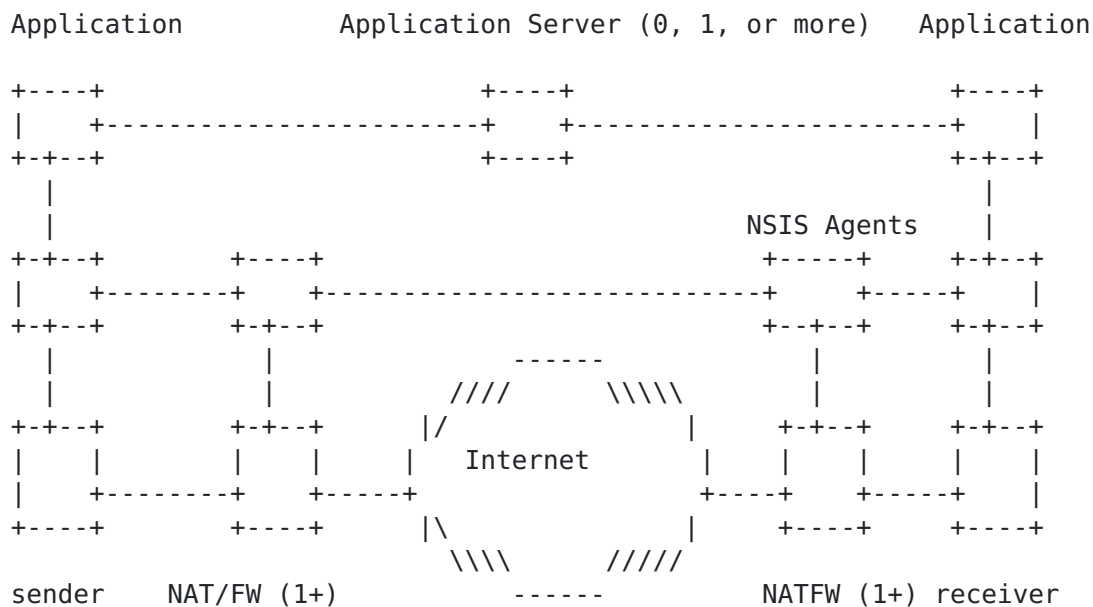 Application Application Server (0, 1, or more) Application
NSIS Agents
Internet
sender NAT/FW (1+) NATFW (1+) receiver